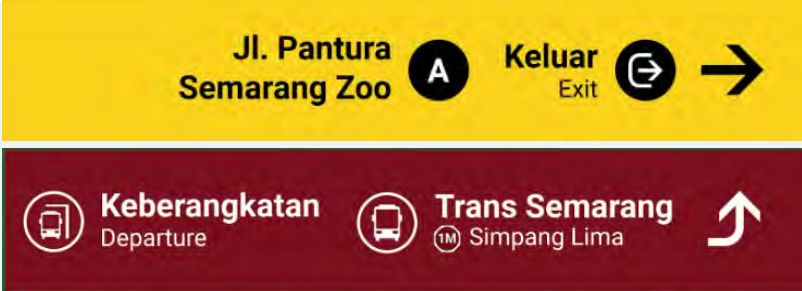 Jl. Pantura
Semarang Zoo
A
Keluar
Exit
Keberangkatan
Departure
Trans Semarang
1M Simpang Lima